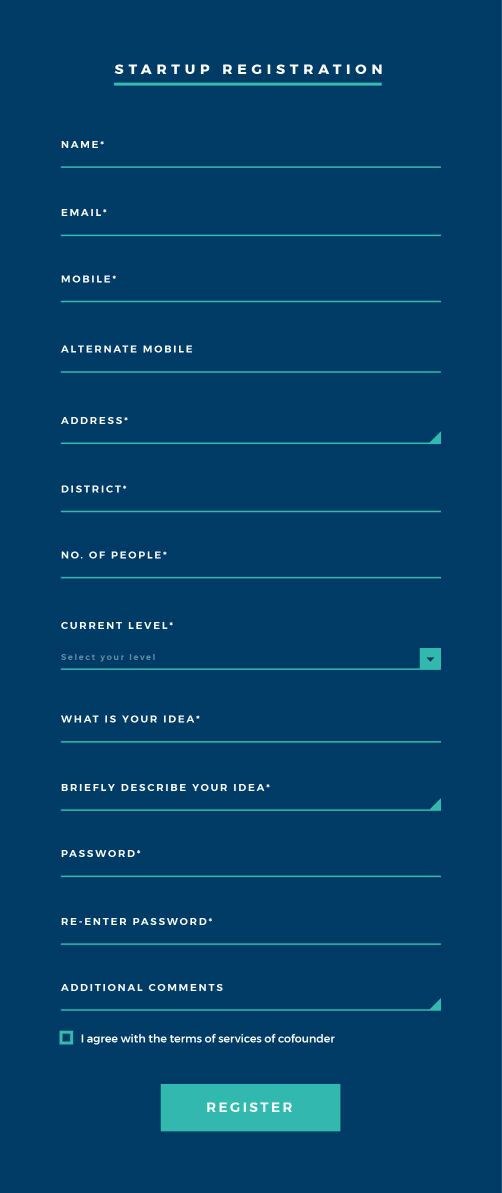 STARTUP REGISTRATION
NAME*
EMAIL*
MOBILE*
ALTERNATE MOBILE
ADDRESS*
DISTRICT*
NO. OF PEOPLE*
CURRENT LEVEL*
Select your level
WHAT IS YOUR IDEA*
BRIEFLY DESCRIBE YOUR IDEA*
PASSWORD*
RE-ENTER PASSWORD*
ADDITIONAL COMMENTS
I agree with the terms of services of cofounder
REGISTER